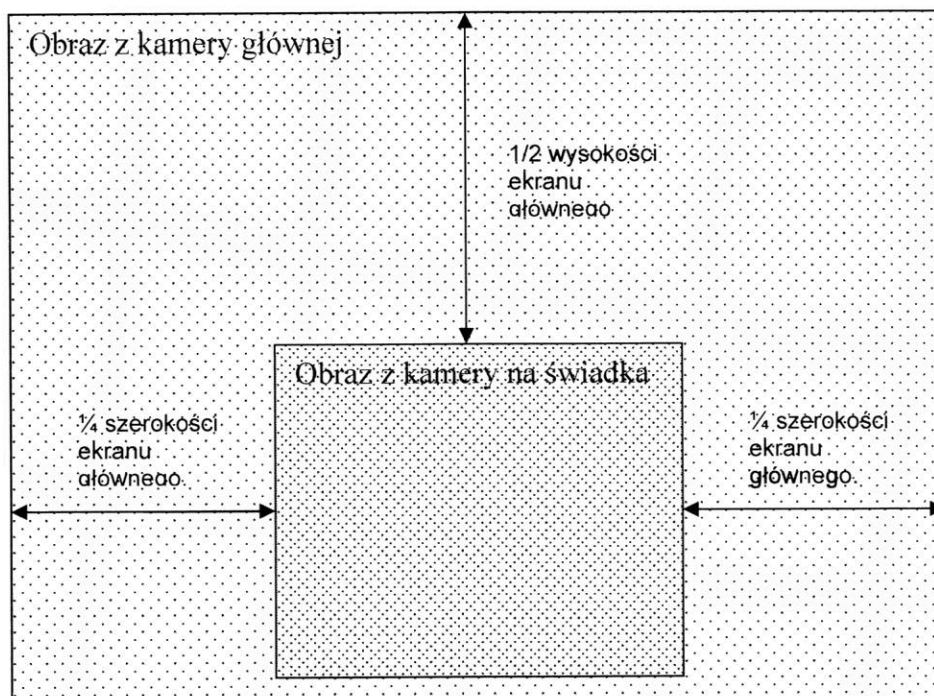 Obraz z kamery głównej
1/2 wysokości
ekranu
głównego
Obraz z kamery na świadka
¼ szerokości
ekranu
głównego.
¼ szerokości
ekranu
głównego.